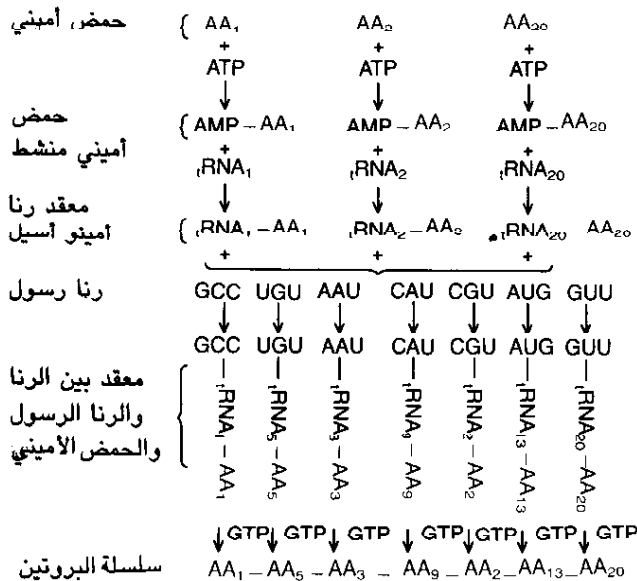 حمض أميني { AA₁ AA₂ AA₂₀
+ + +
ATP ATP ATP
حمض { AMP – AA₁ AMP – AA₂ AMP – AA₂₀
أميني منشط + + +
tRNA₁ tRNA₂ tRNA₂₀
معقد رنا
أمينو أسيل { tRNA₁ – AA₁ tRNA₂ – AA₂ tRNA₂₀ AA₂₀
+ + +
رنا رسول GCC UGU AAU CAU CGU AUG GUU
GCC UGU AAU CAU CGU AUG GUU
معقد بين الرنا
والرنا الرسول
والحمض الأميني
tRNA₁ – AA₁ tRNA₅ – AA₅ tRNA₃ – AA₃ tRNA₉ – AA₉ tRNA₂ – AA₂ tRNA₁₃ – AA₁₃ tRNA₂₀ – AA₂₀
GTP GTP GTP GTP GTP GTP GTP
سلسلة البروتين AA₁ – AA₅ – AA₃ – AA₉ – AA₂ – AA₁₃ – AA₂₀